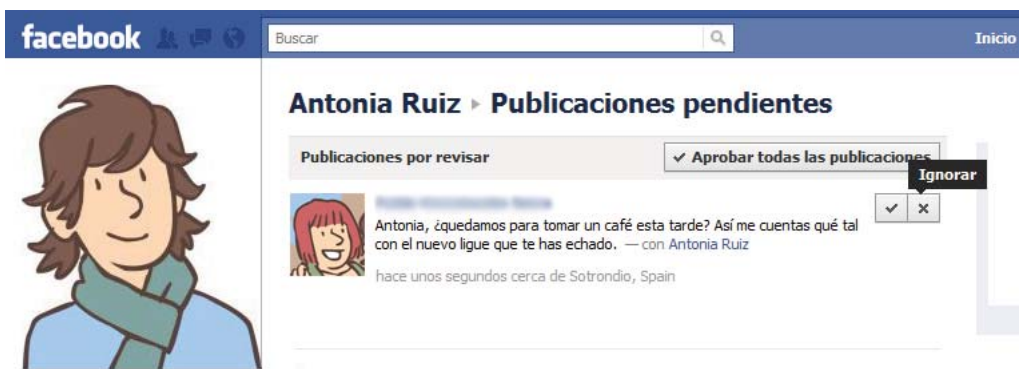 facebook
Buscar
Inicio
Antonia Ruiz ▸ Publicaciones pendientes
Publicaciones por revisar
✓ Aprobar todas las publicaciones
Ignorar
Antonia, ¿quedamos para tomar un café esta tarde? Así me cuentas qué tal
con el nuevo ligue que te has echado. — con Antonia Ruiz
hace unos segundos cerca de Sotrondio, Spain